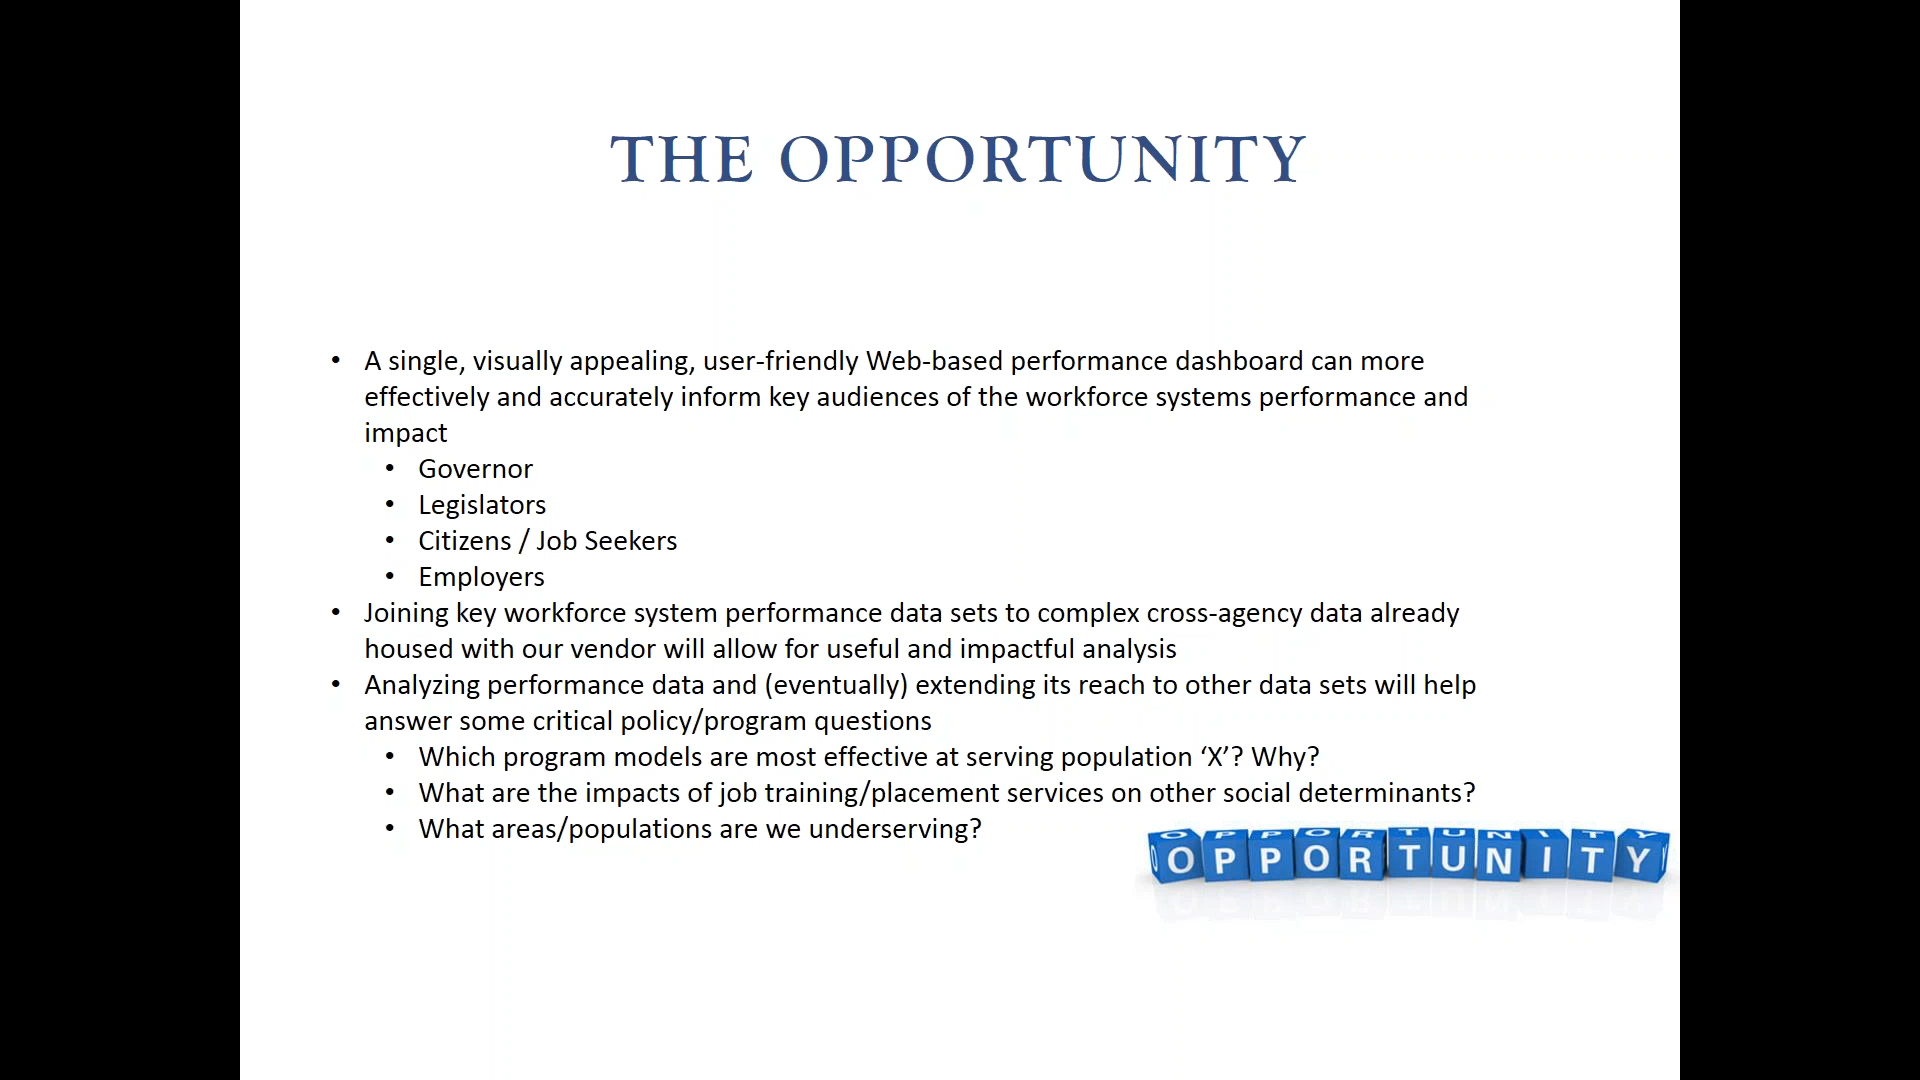 THE OPPORTUNITY
• A single, visually appealing, user-friendly Web-based performance dashboard can more
effectively and accurately inform key audiences of the workforce systems performance and
impact
• Governor
• Legislators
• Citizens / Job Seekers
• Employers
• Joining key workforce system performance data sets to complex cross-agency data already
housed with our vendor will allow for useful and impactful analysis
• Analyzing performance data and (eventually) extending its reach to other data sets will help
answer some critical policy/program questions
• Which program models are most effective at serving population ‘X’? Why?
• What are the impacts of job training/placement services on other social determinants?
• What areas/populations are we underserving?
OPPORTUNITY